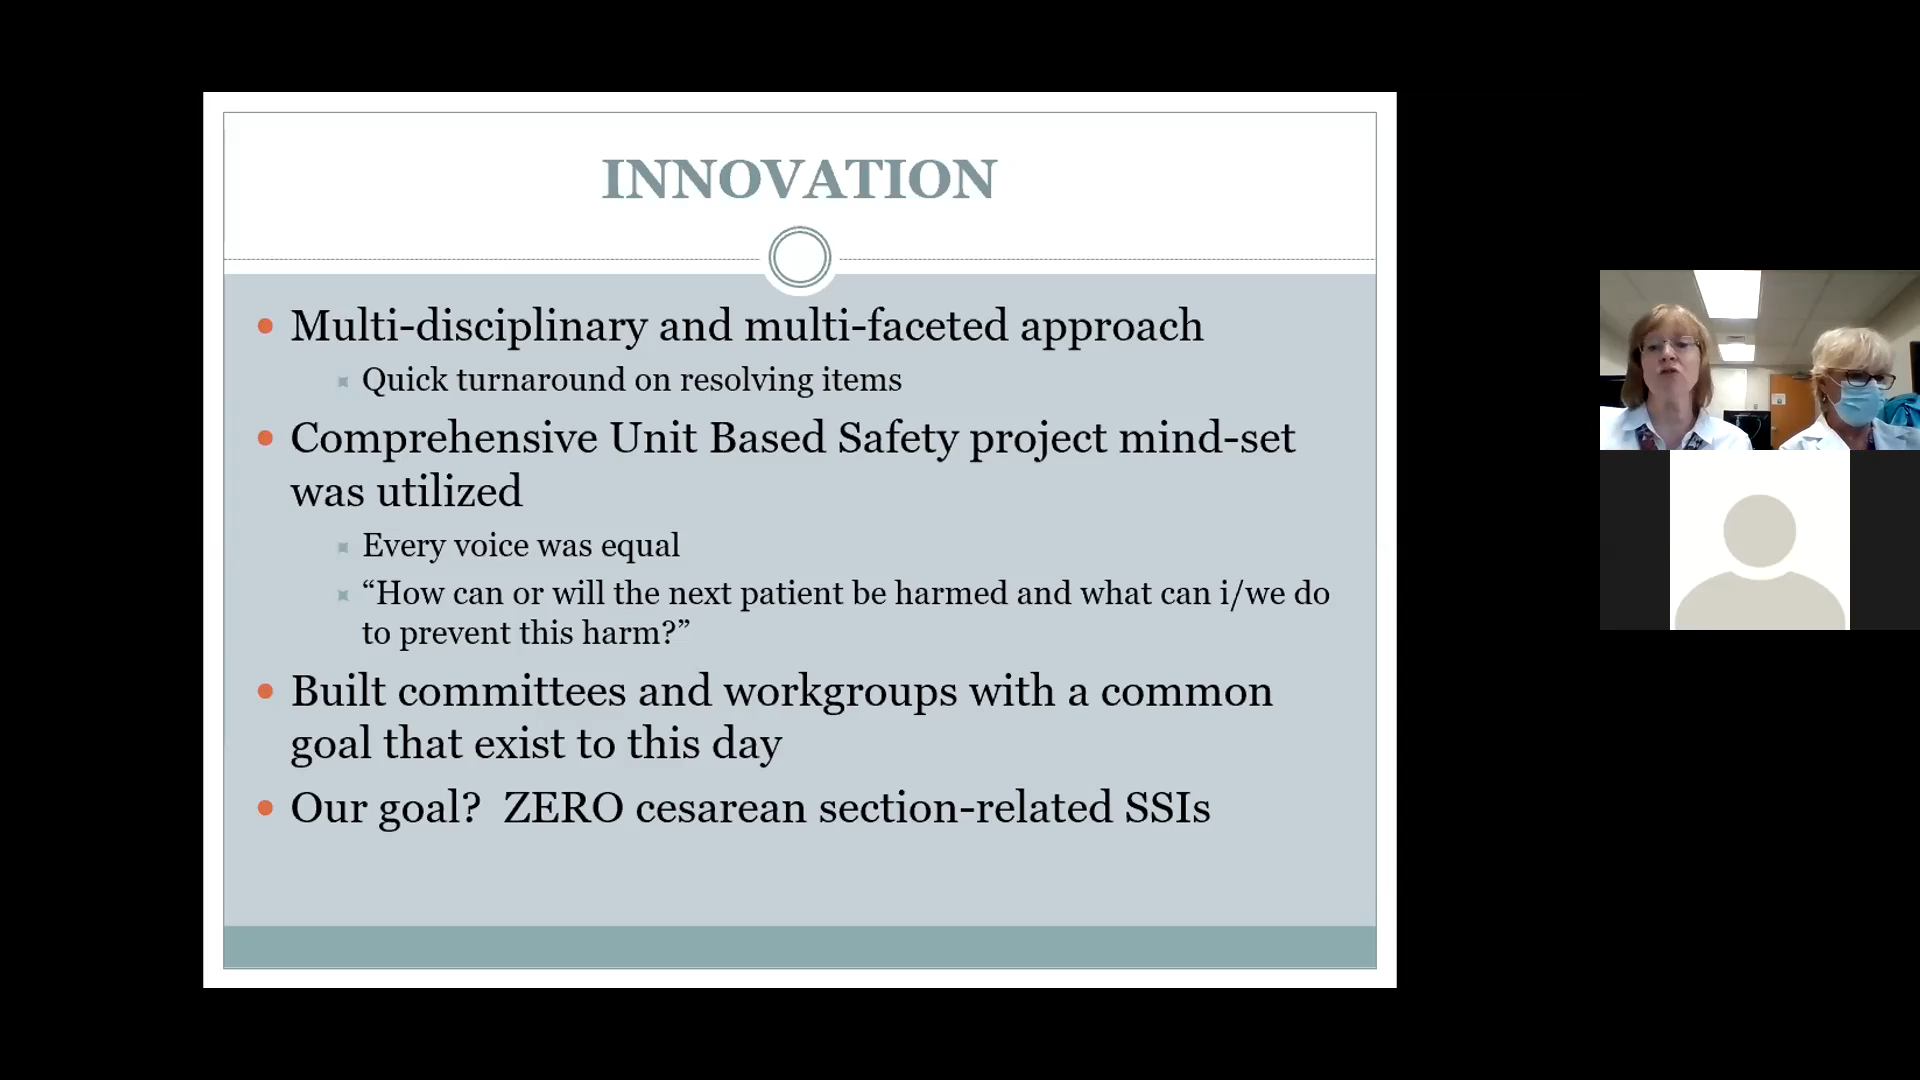 INNOVATION
Multi-disciplinary and multi-faceted approach
Quick turnaround on resolving items
Comprehensive Unit Based Safety project mind-set
was utilized
Every voice was equal
“How can or will the next patient be harmed and what can i/we do
to prevent this harm?”
Built committees and workgroups with a common
goal that exist to this day
Our goal?  ZERO cesarean section-related SSIs